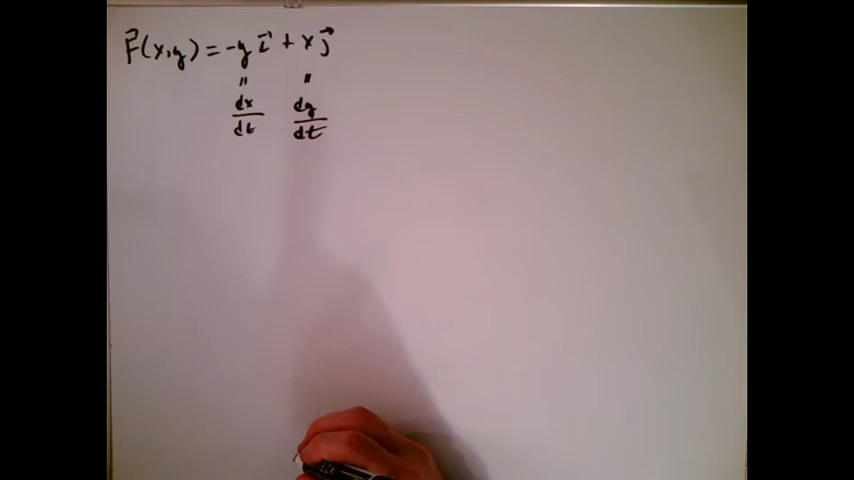 F⃗(x,y) = -y i⃗ + x j⃗
" "
dx/dt dy/dt